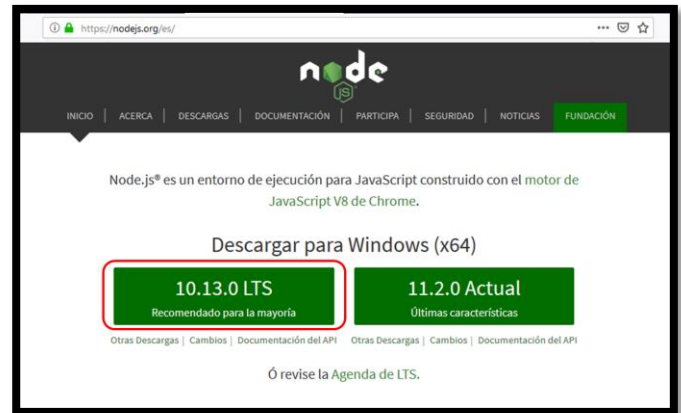 https://nodejs.org/es/
node
JS
INICIO | ACERCA | DESCARGAS | DOCUMENTACIÓN | PARTICIPA | SEGURIDAD | NOTICIAS FUNDACIÓN
Node.js® es un entorno de ejecución para JavaScript construido con el motor de
JavaScript V8 de Chrome.
Descargar para Windows (x64)
10.13.0 LTS
Recomendado para la mayoría
11.2.0 Actual
Últimas características
Otras Descargas | Cambios | Documentación del API
Otras Descargas | Cambios | Documentación del API
Ó revise la Agenda de LTS.